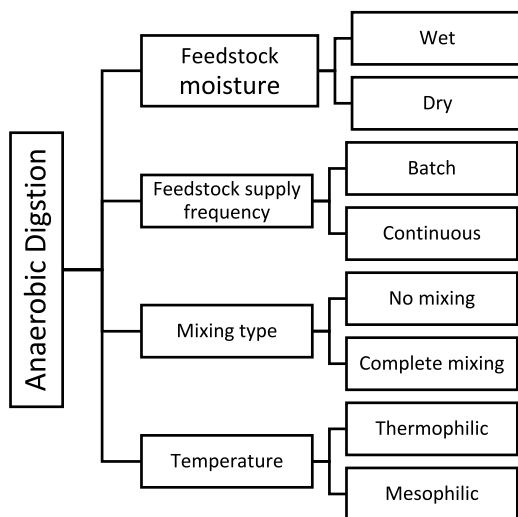 Anaerobic Digstion
Feedstock
moisture
Wet
Dry
Feedstock supply
frequency
Batch
Continuous
Mixing type
No mixing
Complete mixing
Temperature
Thermophilic
Mesophilic